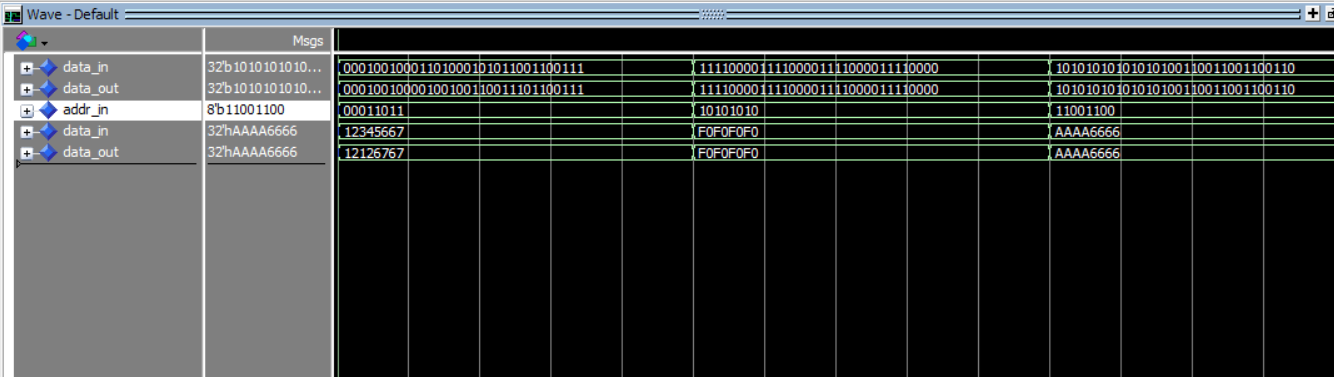 Wave - Default
Msgs
data_in 32'b1010101010... 00010010001101000101011001100111 11110000111100001111000011110000 10101010101010100110011001100110
data_out 32'b1010101010... 00010010000100100110011101100111 11110000111100001111000011110000 10101010101010100110011001100110
addr_in 8'b11001100 00011011 10101010 11001100
data_in 32'hAAAA6666 12345667 F0F0F0F0 AAAA6666
data_out 32'hAAAA6666 12126767 F0F0F0F0 AAAA6666